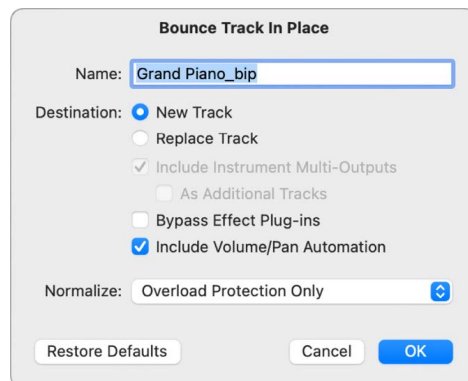 Bounce Track In Place
Name: Grand Piano_bip
Destination: New Track
Replace Track
Include Instrument Multi-Outputs
As Additional Tracks
Bypass Effect Plug-ins
Include Volume/Pan Automation
Normalize: Overload Protection Only
Restore Defaults Cancel OK